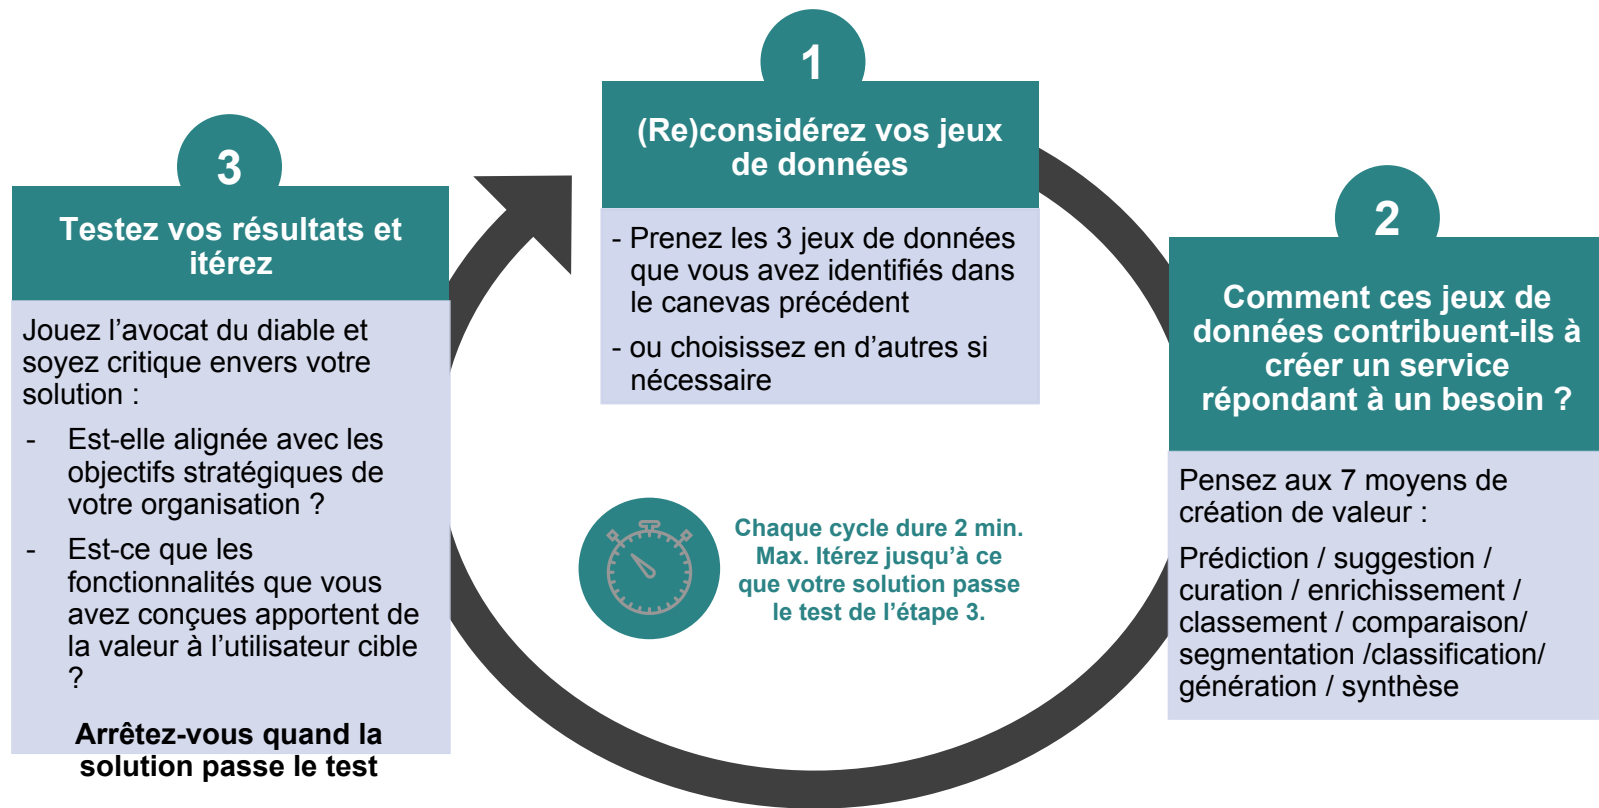 1
(Re)considérez vos jeux
de données
- Prenez les 3 jeux de données
que vous avez identifiés dans
le canevas précédent
- ou choisissez en d’autres si
nécessaire
2
Comment ces jeux de
données contribuent-ils à
créer un service
répondant à un besoin ?
Pensez aux 7 moyens de
création de valeur :
Prédiction / suggestion /
curation / enrichissement /
classement / comparaison/
segmentation /classification/
génération / synthèse
3
Testez vos résultats et
itérez
Jouez l’avocat du diable et
soyez critique envers votre
solution :
- Est-elle alignée avec les
objectifs stratégiques de
votre organisation ?
- Est-ce que les
fonctionnalités que vous
avez conçues apportent de
la valeur à l’utilisateur cible
?
Arrêtez-vous quand la
solution passe le test
Chaque cycle dure 2 min.
Max. Itérez jusqu’à ce
que votre solution passe
le test de l’étape 3.